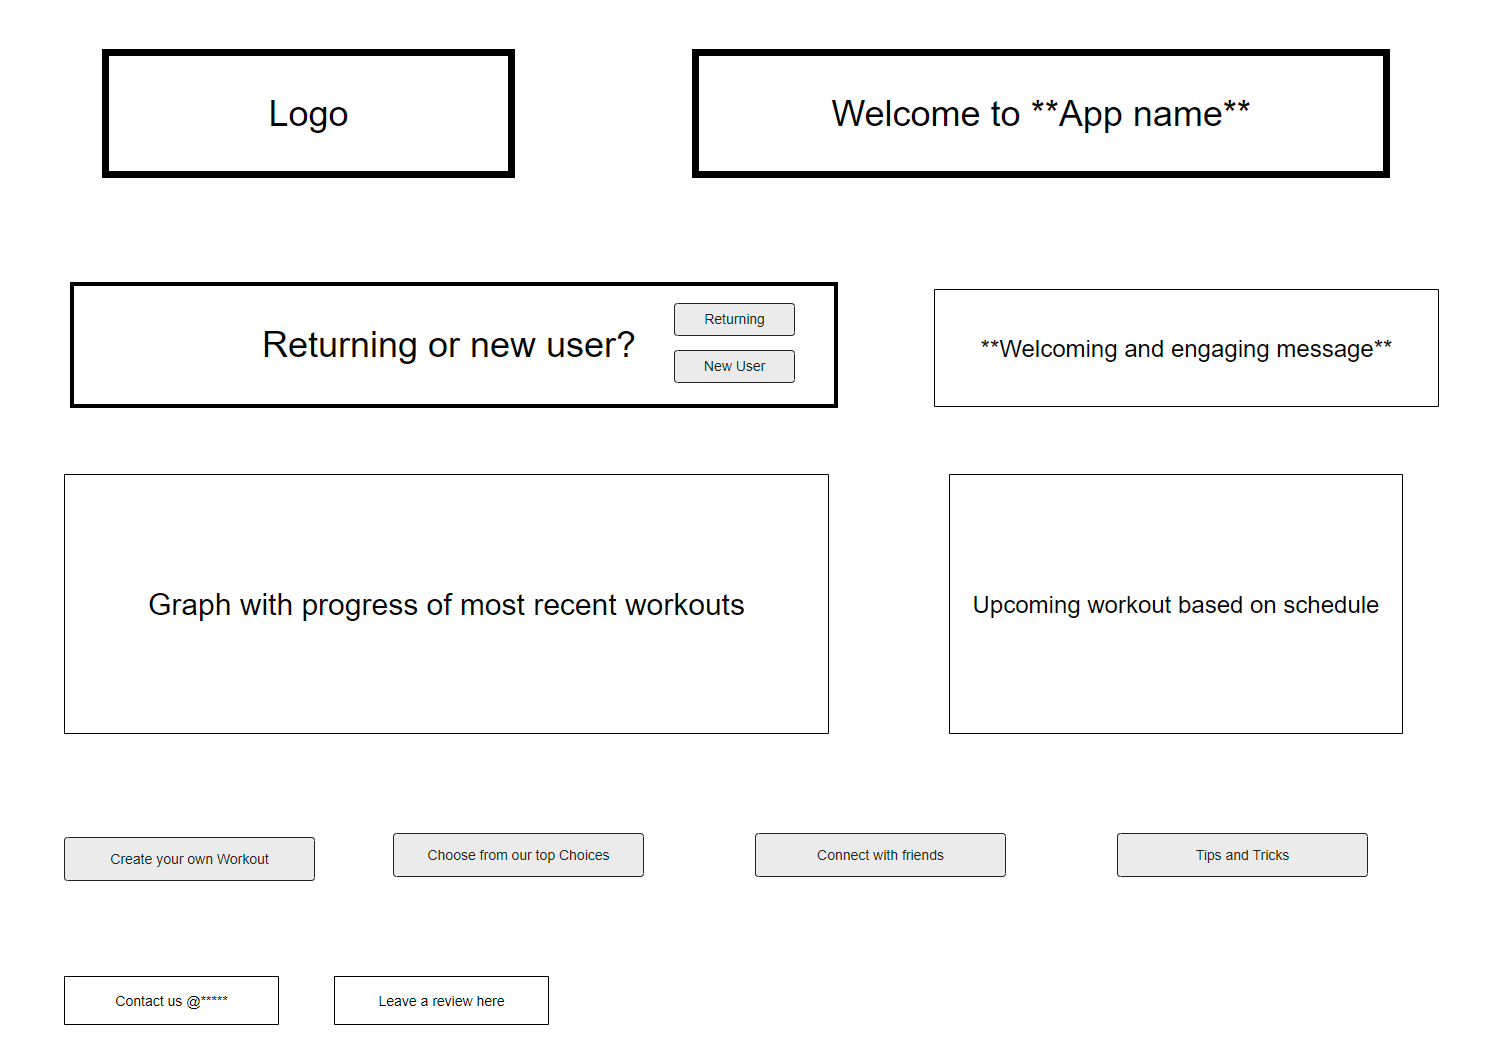 Logo
Welcome to **App name**
Returning or new user?
Returning
New User
**Welcoming and engaging message**
Graph with progress of most recent workouts
Upcoming workout based on schedule
Create your own Workout
Choose from our top Choices
Connect with friends
Tips and Tricks
Contact us @*****
Leave a review here